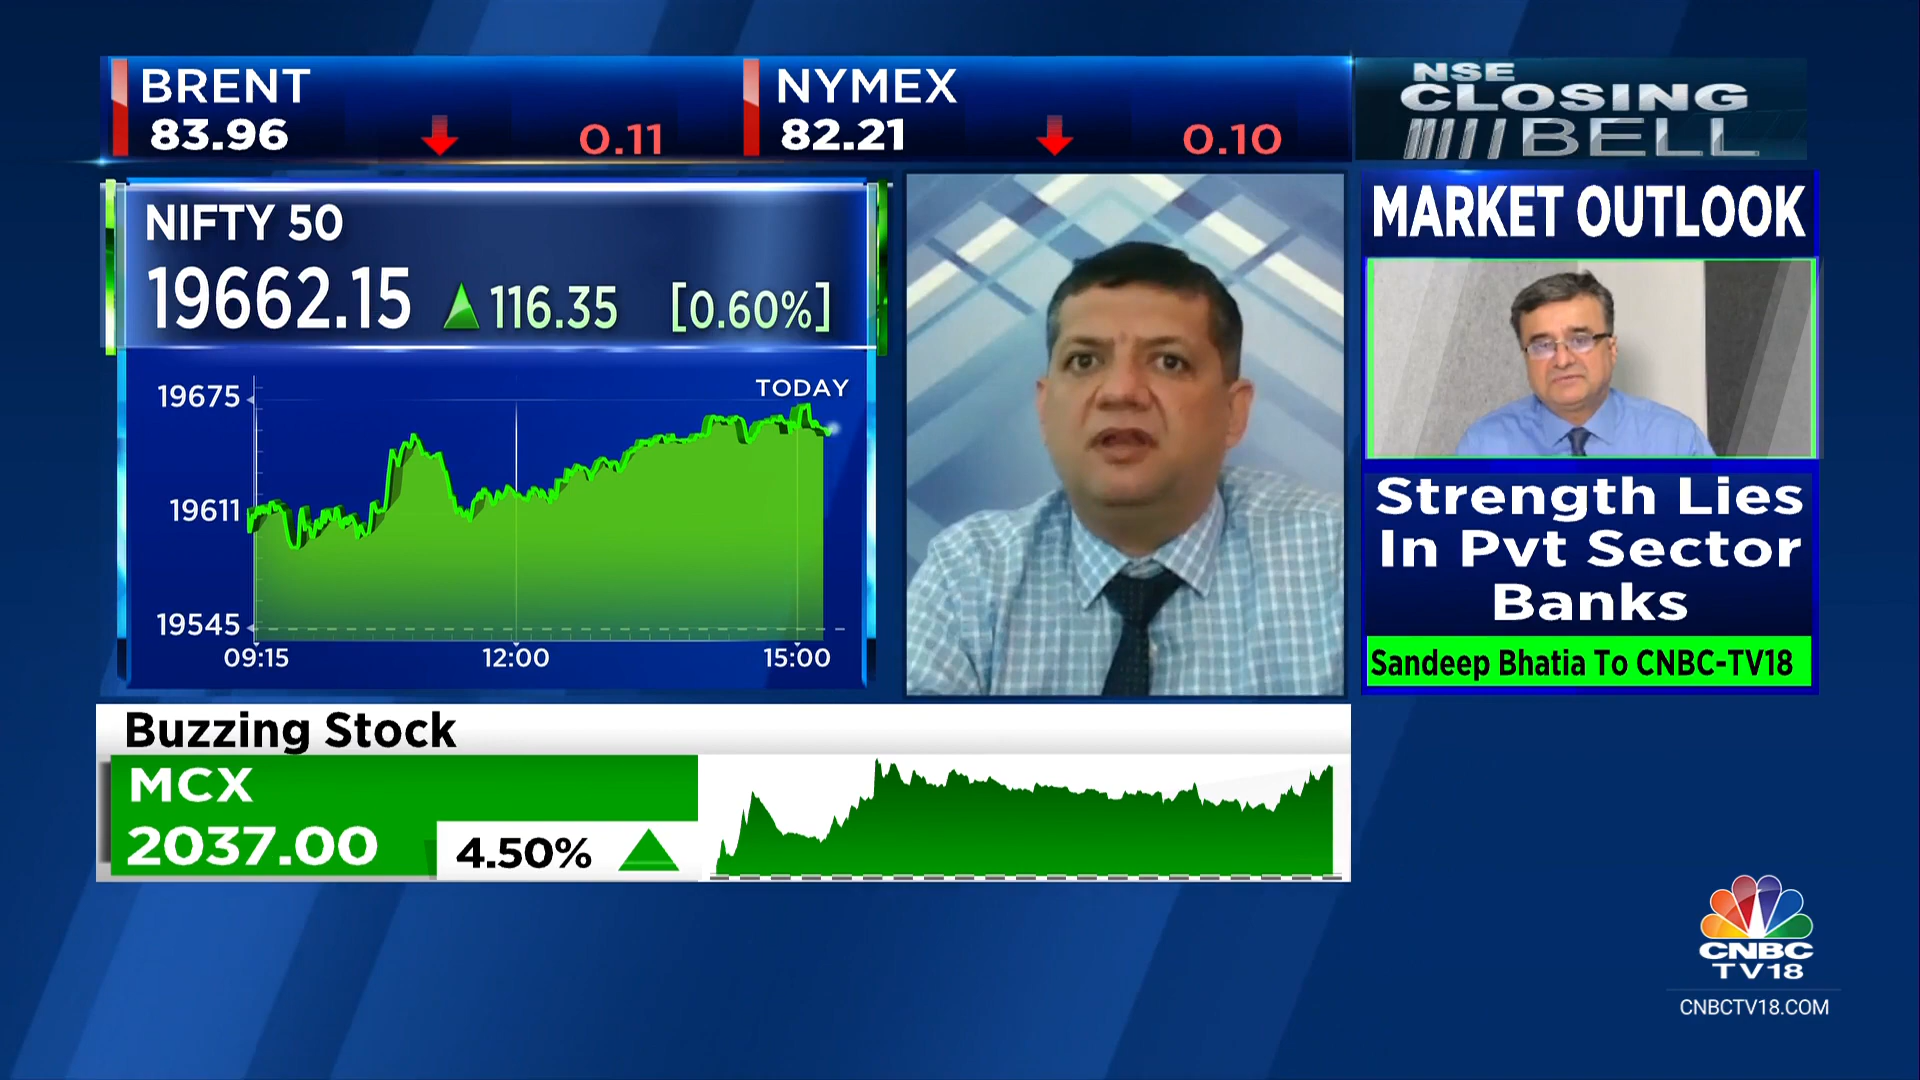 BRENT
83.96 0.11
NYMEX
82.21 0.10
NSE
CLOSING
BELL
NIFTY 50
19662.15 116.35 [0.60%]
TODAY
19675
19611
19545
09:15 12:00 15:00
MARKET OUTLOOK
Strength Lies
In Pvt Sector
Banks
Sandeep Bhatia To CNBC-TV18
Buzzing Stock
MCX
2037.00 4.50%
CNBC
TV18
CNBCTV18.COM